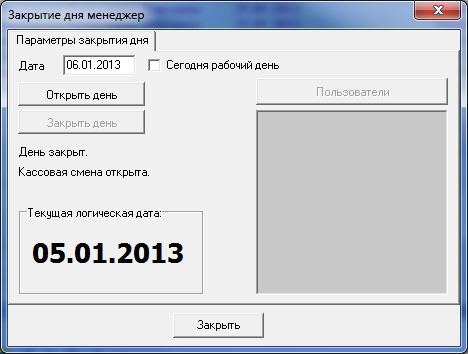 Закрытие дня менеджер
Параметры закрытия дня
Дата 06.01.2013 Сегодня рабочий день
Открыть день
Пользователи
Закрыть день
День закрыт.
Кассовая смена открыта.
Текущая логическая дата:
05.01.2013
Закрыть